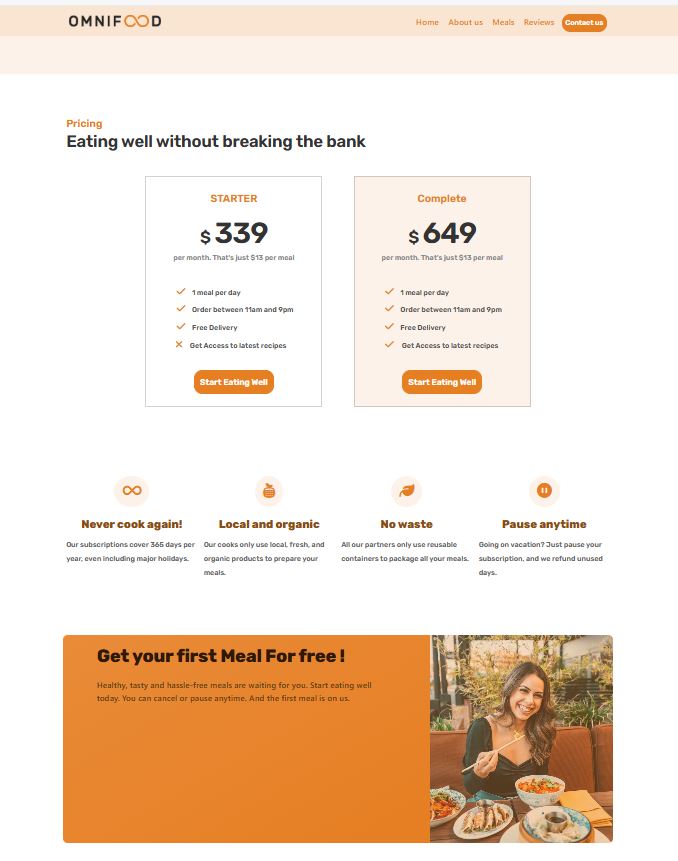 OMNIFOOD
Home About us Meals Reviews Contact us
Pricing
Eating well without breaking the bank
STARTER
$ 339
per month. That's just $13 per meal
1 meal per day
Order between 11am and 9pm
Free Delivery
Get Access to latest recipes
Start Eating Well
Complete
$ 649
per month. That's just $13 per meal
1 meal per day
Order between 11am and 9pm
Free Delivery
Get Access to latest recipes
Start Eating Well
Never cook again!
Our subscriptions cover 365 days per
year, even including major holidays.
Local and organic
Our cooks only use local, fresh, and
organic products to prepare your
meals.
No waste
All our partners only use reusable
containers to package all your meals.
Pause anytime
Going on vacation? Just pause your
subscription, and we refund unused
days.
Get your first Meal For free !
Healthy, tasty and hassle-free meals are waiting for you. Start eating well
today. You can cancel or pause anytime. And the first meal is on us.